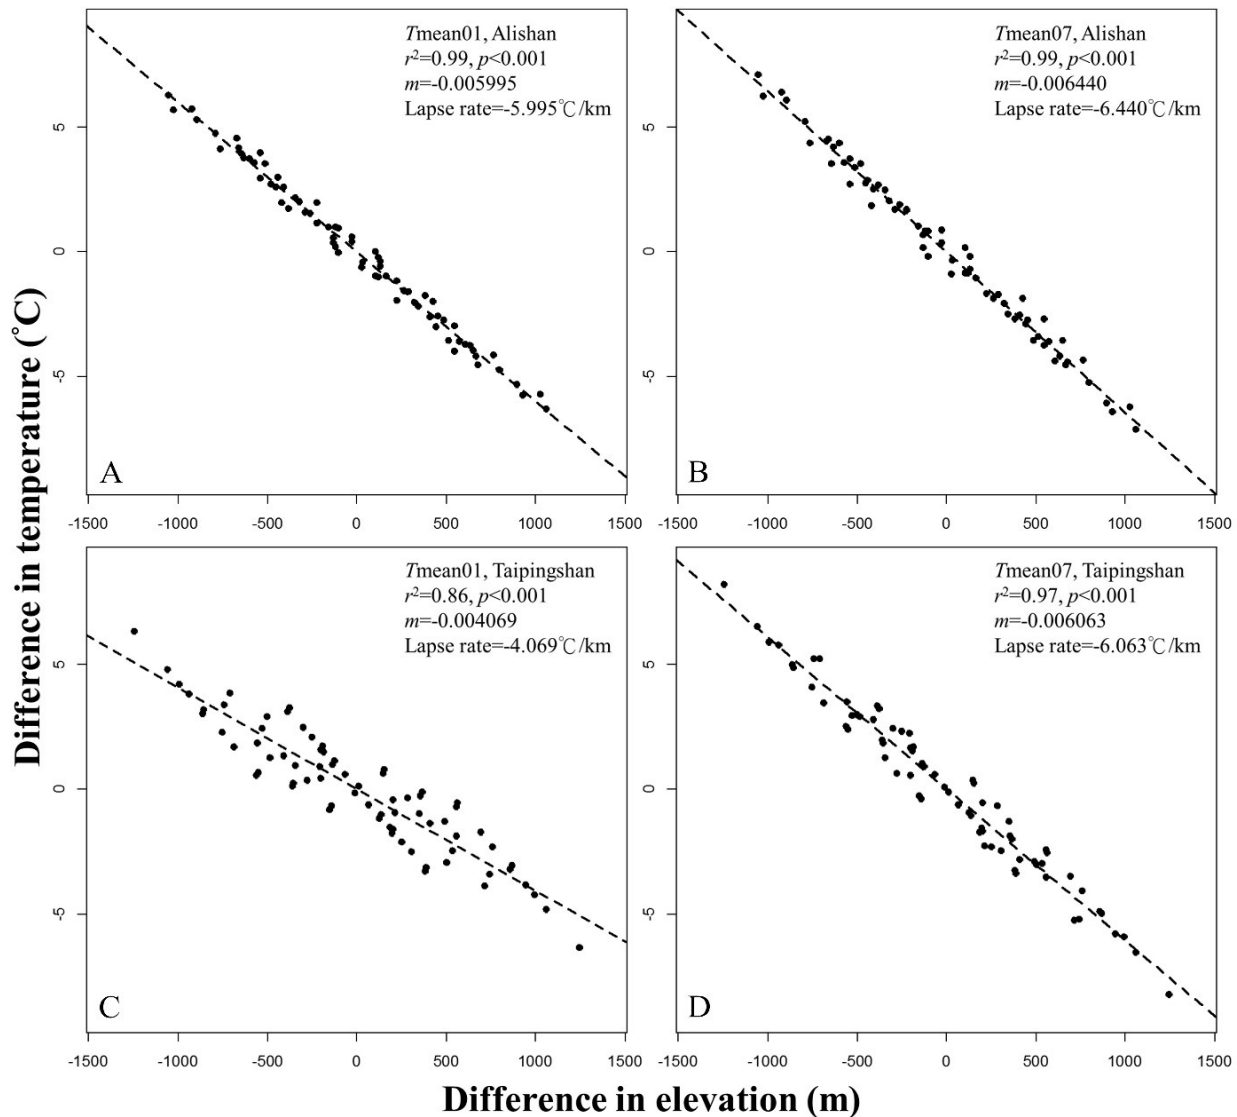 Difference in temperature (°C)
Tmean01, Alishan
r²=0.99, p<0.001
m=-0.005995
Lapse rate=-5.995℃/km
5
0
-5
A
-1500 -1000 -500 0 500 1000 1500
Tmean07, Alishan
r²=0.99, p<0.001
m=-0.006440
Lapse rate=-6.440℃/km
5
0
-5
B
-1500 -1000 -500 0 500 1000 1500
Tmean01, Taipingshan
r²=0.86, p<0.001
m=-0.004069
Lapse rate=-4.069℃/km
5
0
-5
C
-1500 -1000 -500 0 500 1000 1500
Tmean07, Taipingshan
r²=0.97, p<0.001
m=-0.006063
Lapse rate=-6.063℃/km
5
0
-5
D
-1500 -1000 -500 0 500 1000 1500
Difference in elevation (m)